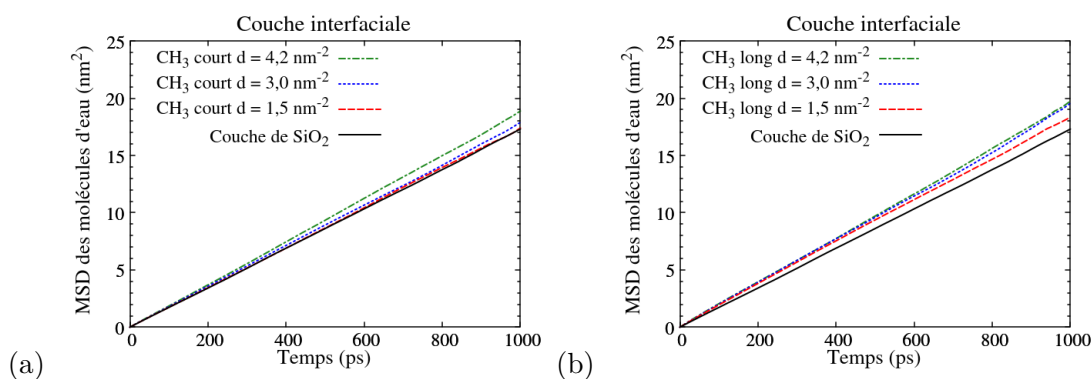 Couche interfaciale
MSD des molécules d'eau (nm²)
25
20
15
10
5
0
CH₃ court d = 4,2 nm⁻²
CH₃ court d = 3,0 nm⁻²
CH₃ court d = 1,5 nm⁻²
Couche de SiO₂
0 200 400 600 800 1000
Temps (ps)
(a)
Couche interfaciale
MSD des molécules d'eau (nm²)
25
20
15
10
5
0
CH₃ long d = 4,2 nm⁻²
CH₃ long d = 3,0 nm⁻²
CH₃ long d = 1,5 nm⁻²
Couche de SiO₂
0 200 400 600 800 1000
Temps (ps)
(b)